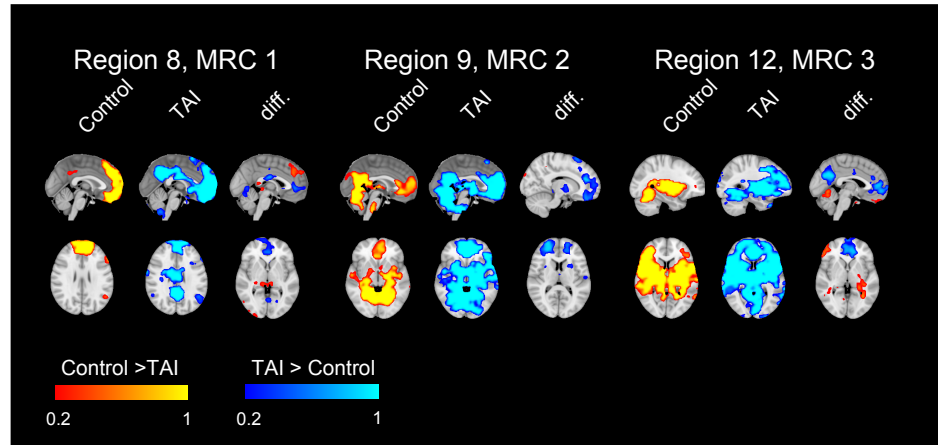 Region 8, MRC 1
Region 9, MRC 2
Region 12, MRC 3
Control
TAI
diff.
Control
TAI
diff.
Control
TAI
diff.
Control >TAI
TAI > Control
0.2
1
0.2
1